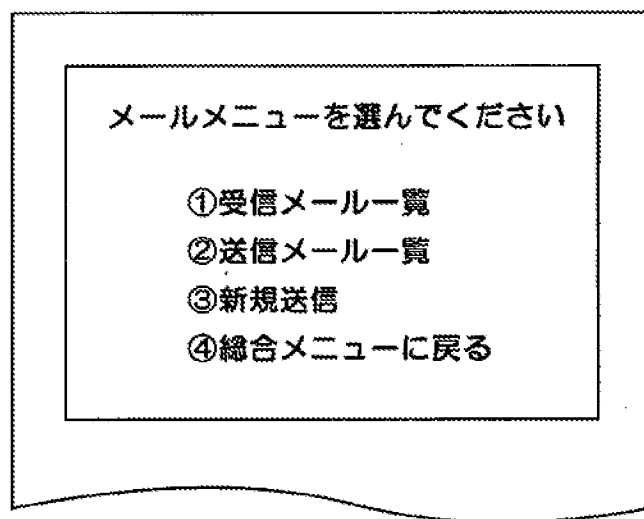 メールメニューを選んでください
①受信メール一覧
②送信メール一覧
③新規送信
④総合メニューに戻る